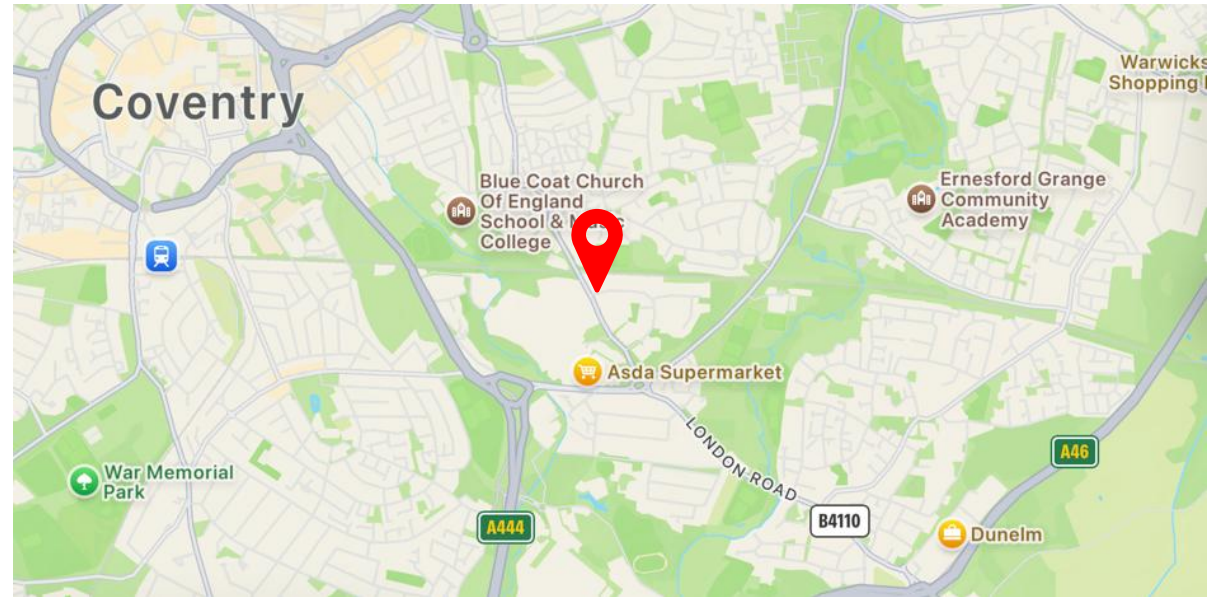 Coventry
Warwicks
Shopping
Blue Coat Church
Of England
School &
College
Ernesford Grange
Community
Academy
Asda Supermarket
LONDON ROAD
War Memorial
Park
A46
A444
B4110
Dunelm